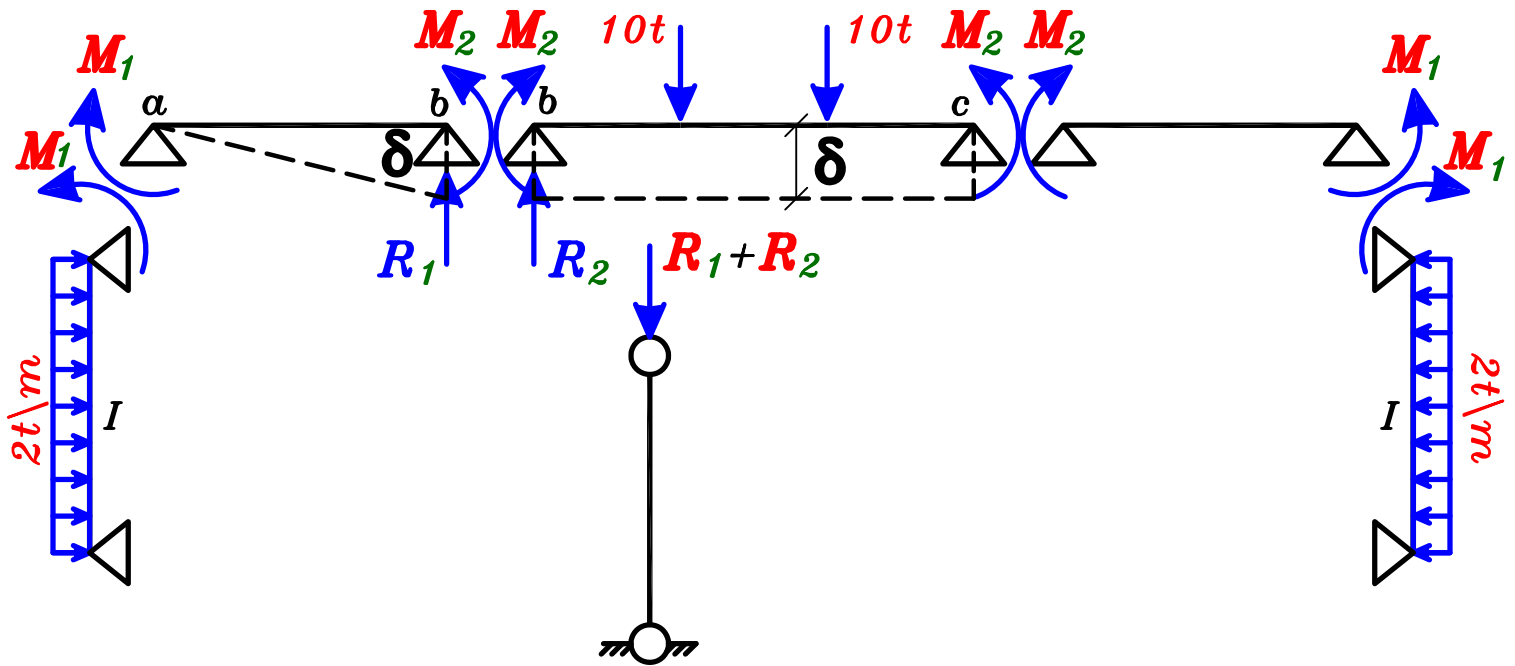 M₂ M₂ 10t 10t M₂ M₂
M₁ M₁
a b b c
M₁ δ δ M₁
R₁ R₂ R₁+R₂
2t\m I I 2t\m